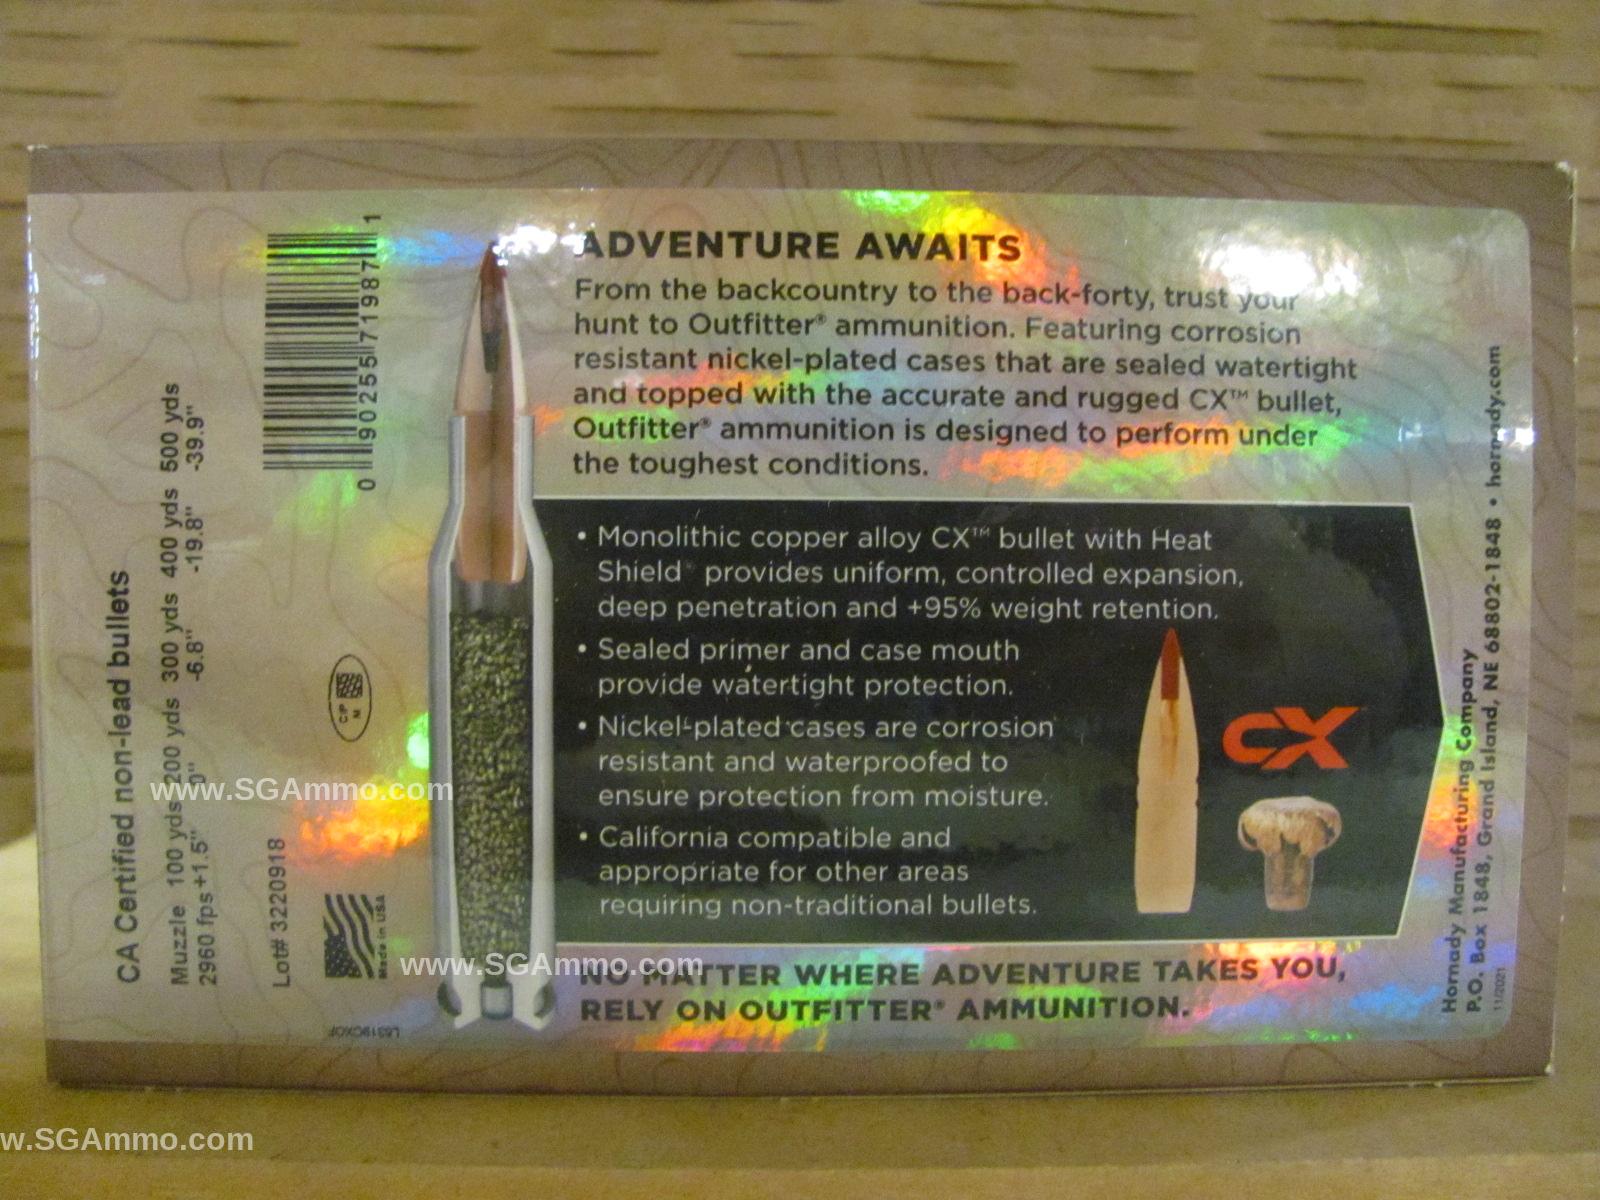 ADVENTURE AWAITS
From the backcountry to the back-forty, trust your
hunt to Outfitter® ammunition. Featuring corrosion
resistant nickel-plated cases that are sealed watertight
and topped with the accurate and rugged CX™ bullet,
Outfitter® ammunition is designed to perform under
the toughest conditions.
• Monolithic copper alloy CX™ bullet with Heat
Shield® provides uniform, controlled expansion,
deep penetration and +95% weight retention.
• Sealed primer and case mouth
provide watertight protection.
• Nickel-plated cases are corrosion
resistant and waterproofed to
ensure protection from moisture.
• California compatible and
appropriate for other areas
requiring non-traditional bullets.
CX
NO MATTER WHERE ADVENTURE TAKES YOU,
RELY ON OUTFITTER® AMMUNITION.
CA Certified non-lead bullets
Muzzle 100 yds 200 yds 300 yds 400 yds 500 yds
2960 fps +1.5" 0" -6.8" -19.8" -39.9"
Lot# 3220918
0 90255 71987 1
CIP
M
Made in USA
L6319CXOF
Hornady Manufacturing Company
P.O. Box 1848, Grand Island, NE 68802-1848 • hornady.com
11/2021
www.SGAmmo.com
www.SGAmmo.com
w.SGAmmo.com